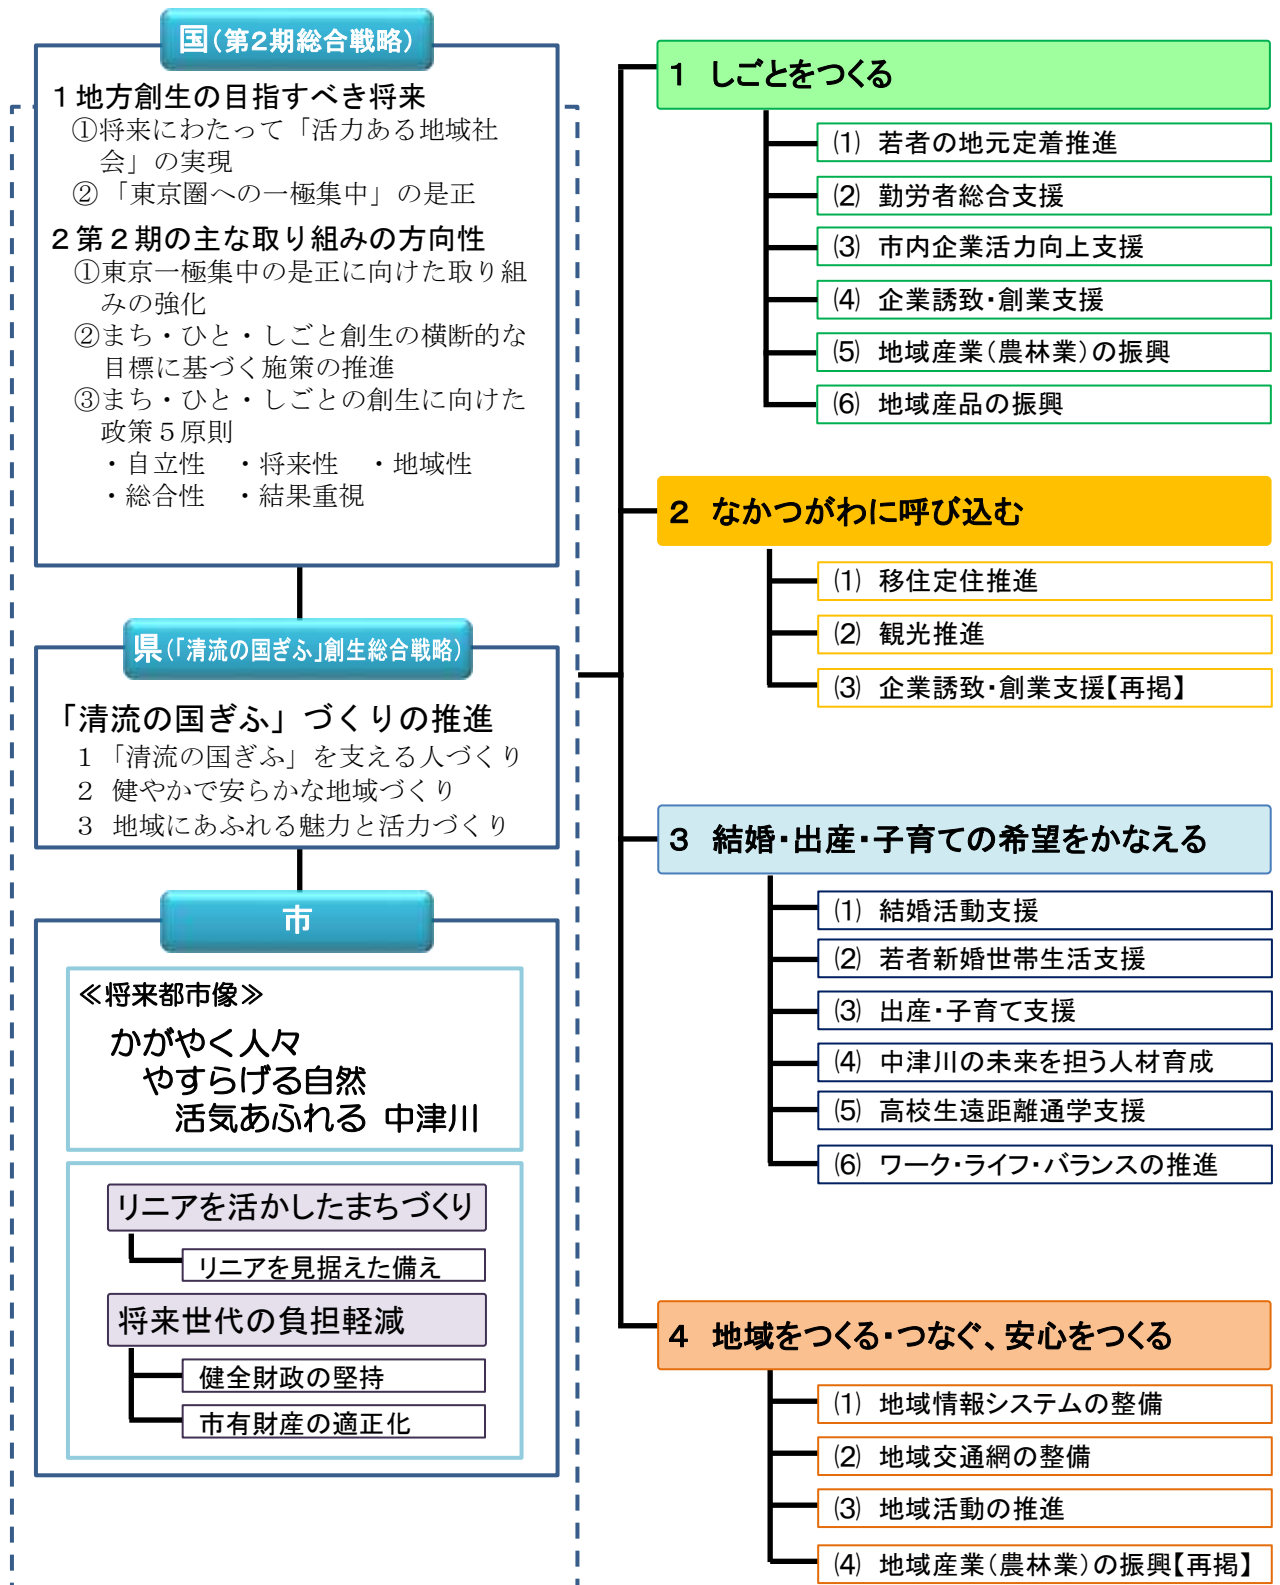 国(第2期総合戦略)
1 地方創生の目指すべき将来
①将来にわたって「活力ある地域社
会」の実現
②「東京圏への一極集中」の是正
2 第2期の主な取り組みの方向性
①東京一極集中の是正に向けた取り組
みの強化
②まち・ひと・しごと創生の横断的な
目標に基づく施策の推進
③まち・ひと・しごとの創生に向けた
政策5原則
・自立性 ・将来性 ・地域性
・総合性 ・結果重視
県(「清流の国ぎふ」創生総合戦略)
「清流の国ぎふ」づくりの推進
1 「清流の国ぎふ」を支える人づくり
2 健やかで安らかな地域づくり
3 地域にあふれる魅力と活力づくり
市
≪将来都市像≫
かがやく人々
やすらげる自然
活気あふれる 中津川
リニアを活かしたまちづくり
リニアを見据えた備え
将来世代の負担軽減
健全財政の堅持
市有財産の適正化
1 しごとをつくる
(1) 若者の地元定着推進
(2) 勤労者総合支援
(3) 市内企業活力向上支援
(4) 企業誘致・創業支援
(5) 地域産業(農林業)の振興
(6) 地域産品の振興
2 なかつがわに呼び込む
(1) 移住定住推進
(2) 観光推進
(3) 企業誘致・創業支援【再掲】
3 結婚・出産・子育ての希望をかなえる
(1) 結婚活動支援
(2) 若者新婚世帯生活支援
(3) 出産・子育て支援
(4) 中津川の未来を担う人材育成
(5) 高校生遠距離通学支援
(6) ワーク・ライフ・バランスの推進
4 地域をつくる・つなぐ、安心をつくる
(1) 地域情報システムの整備
(2) 地域交通網の整備
(3) 地域活動の推進
(4) 地域産業(農林業)の振興【再掲】